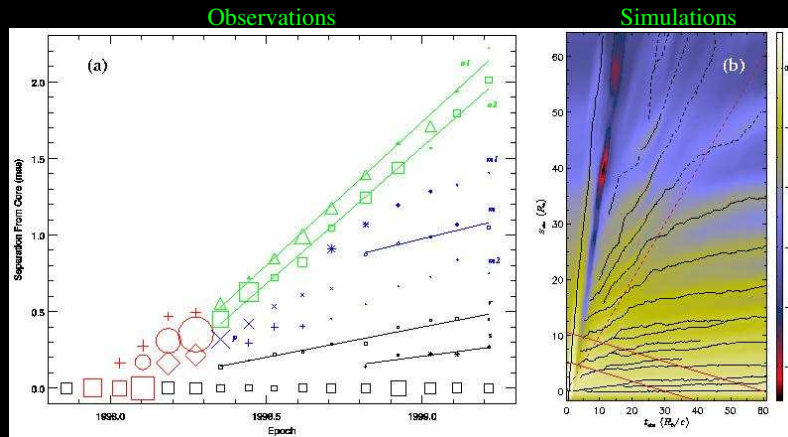 Observations
Simulations
(a)
o1
o2
m1
m
m2
r
s
p
2.0
1.5
1.0
0.5
0.0
Separation From Core (mas)
1998.0
1998.5
1999.0
Epoch
(b)
60
50
40
30
20
10
0
0 10 20 30 40 50 60